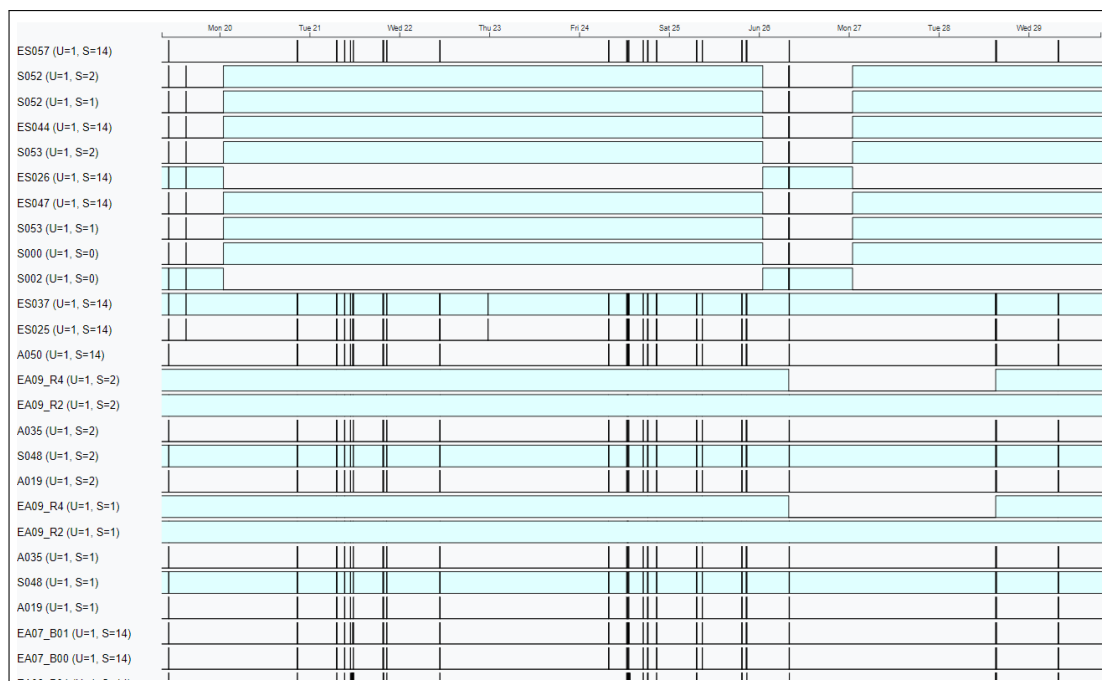 Mon 20 Tue 21 Wed 22 Thu 23 Fri 24 Sat 25 Jun 26 Mon 27 Tue 28 Wed 29
ES057 (U=1, S=14)
S052 (U=1, S=2)
S052 (U=1, S=1)
ES044 (U=1, S=14)
S053 (U=1, S=2)
ES026 (U=1, S=14)
ES047 (U=1, S=14)
S053 (U=1, S=1)
S000 (U=1, S=0)
S002 (U=1, S=0)
ES037 (U=1, S=14)
ES025 (U=1, S=14)
A050 (U=1, S=14)
EA09_R4 (U=1, S=2)
EA09_R2 (U=1, S=2)
A035 (U=1, S=2)
S048 (U=1, S=2)
A019 (U=1, S=2)
EA09_R4 (U=1, S=1)
EA09_R2 (U=1, S=1)
A035 (U=1, S=1)
S048 (U=1, S=1)
A019 (U=1, S=1)
EA07_B01 (U=1, S=14)
EA07_B00 (U=1, S=14)